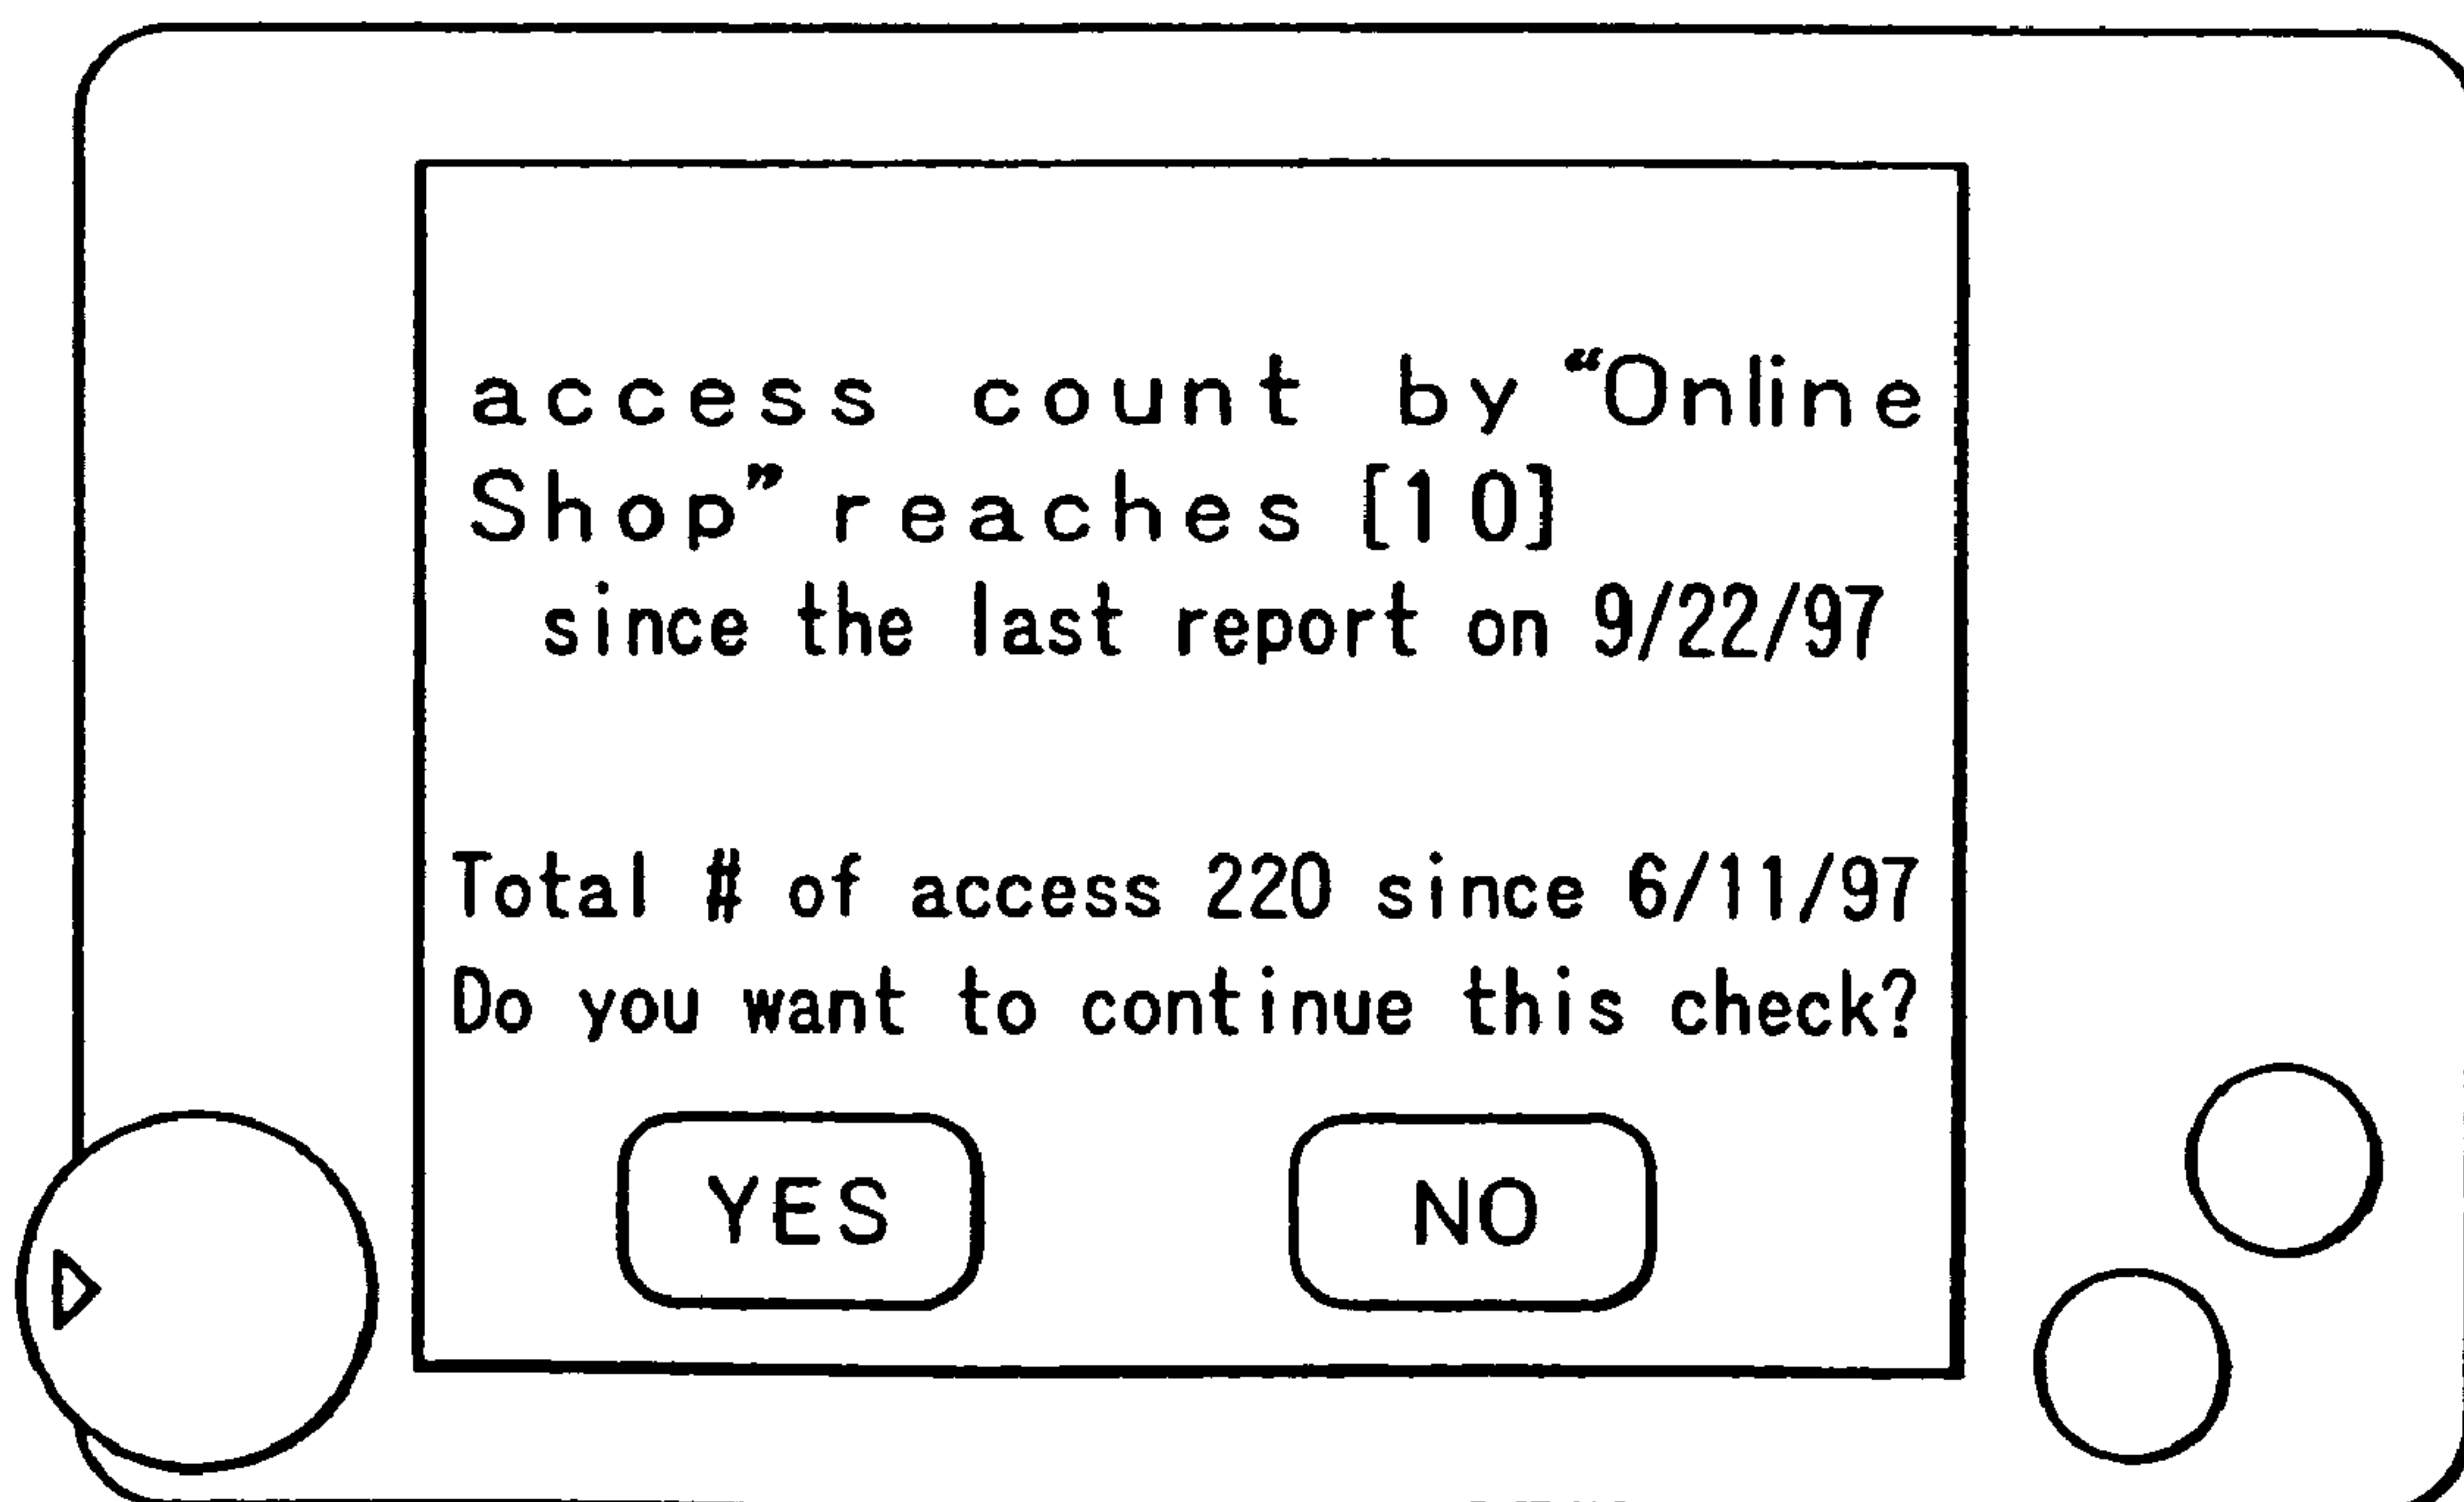 access count by “Online
Shop” reaches [10]
since the last report on 9/22/97
Total # of access 220 since 6/11/97
Do you want to continue this check?
YES NO